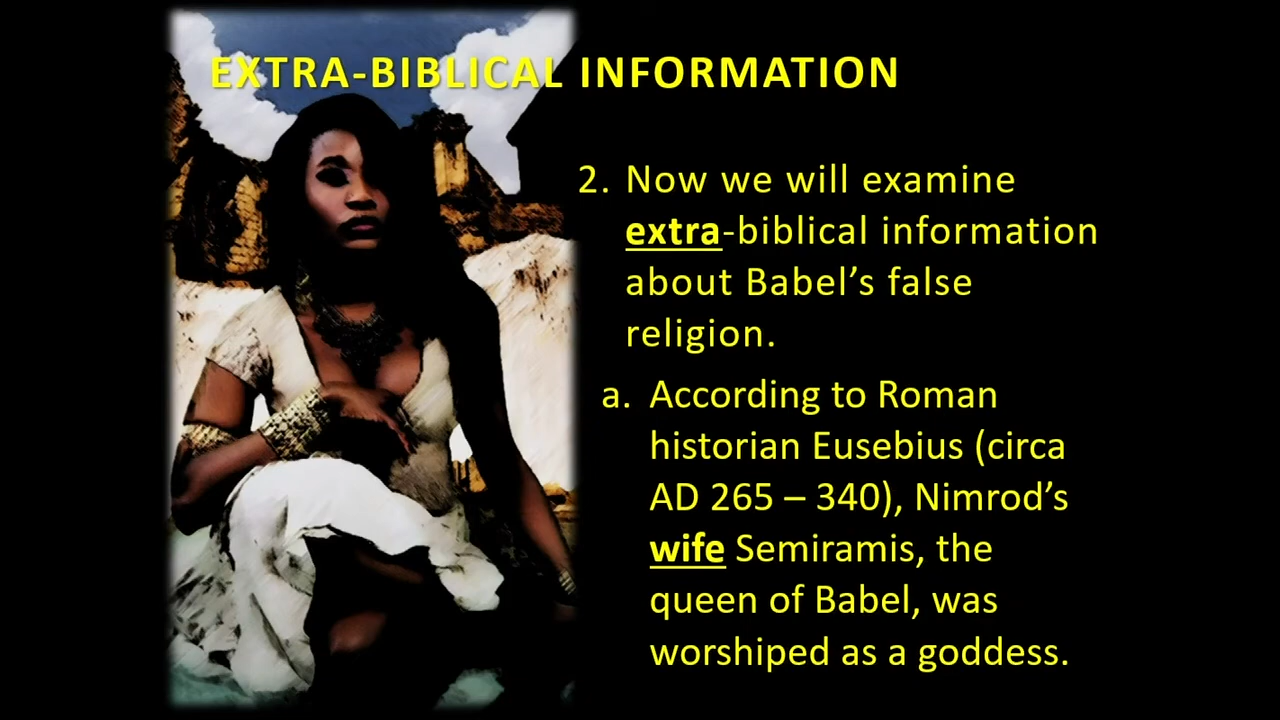 EXTRA-BIBLICAL INFORMATION
2. Now we will examine
extra-biblical information
about Babel’s false
religion.
a. According to Roman
historian Eusebius (circa
AD 265 – 340), Nimrod’s
wife Semiramis, the
queen of Babel, was
worshiped as a goddess.